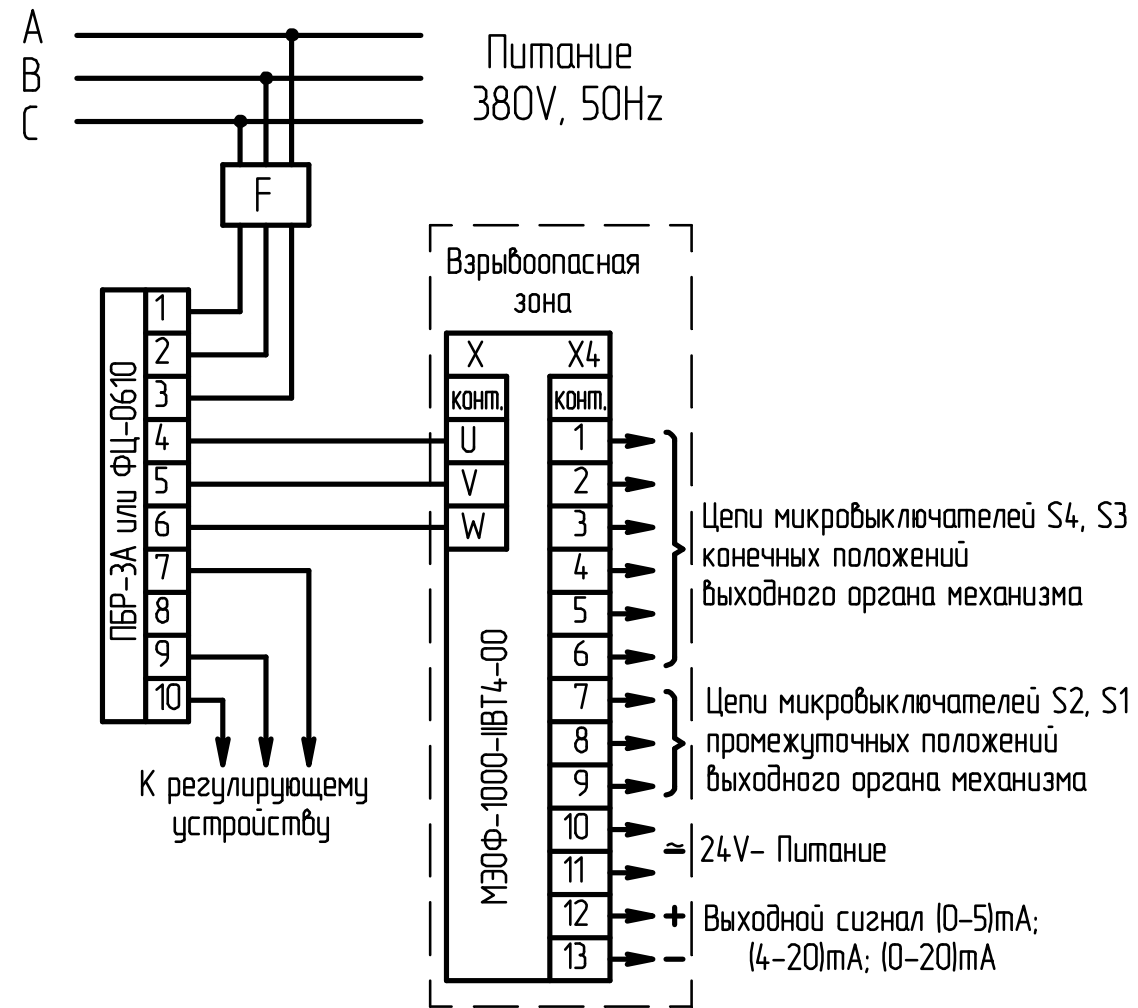 A
B
C
Питание
380V, 50Hz
F
ПБР-3А или ФЦ-0610
1
2
3
4
5
6
7
8
9
10
К регулирующему
устройству
Взрывоопасная
зона
X
X4
конт.
конт.
U
V
W
МЭОФ-1000-IIВТ4-00
1
2
3
4
5
6
7
8
9
10
11
12
13
Цепи микровыключателей S4, S3
конечных положений
выходного органа механизма
Цепи микровыключателей S2, S1
промежуточных положений
выходного органа механизма
≃ 24V- Питание
+ Выходной сигнал (0-5)mA;
- (4-20)mA; (0-20)mA